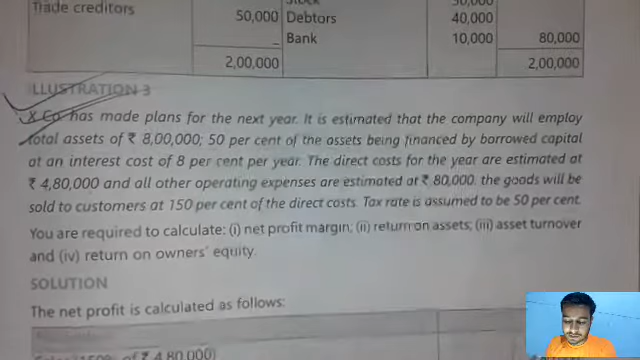 Trade creditors 50,000 Debtors 40,000
Bank 10,000 80,000
2,00,000 2,00,000
ILLUSTRATION 3
X Co. has made plans for the next year. It is estimated that the company will employ
total assets of ₹ 8,00,000; 50 per cent of the assets being financed by borrowed capital
at an interest cost of 8 per cent per year. The direct costs for the year are estimated at
₹ 4,80,000 and all other operating expenses are estimated at ₹ 80,000. the goods will be
sold to customers at 150 per cent of the direct costs. Tax rate is assumed to be 50 per cent.
You are required to calculate: (i) net profit margin; (ii) return on assets; (iii) asset turnover
and (iv) return on owners' equity.
SOLUTION
The net profit is calculated as follows:
of ₹ 4,80,000)